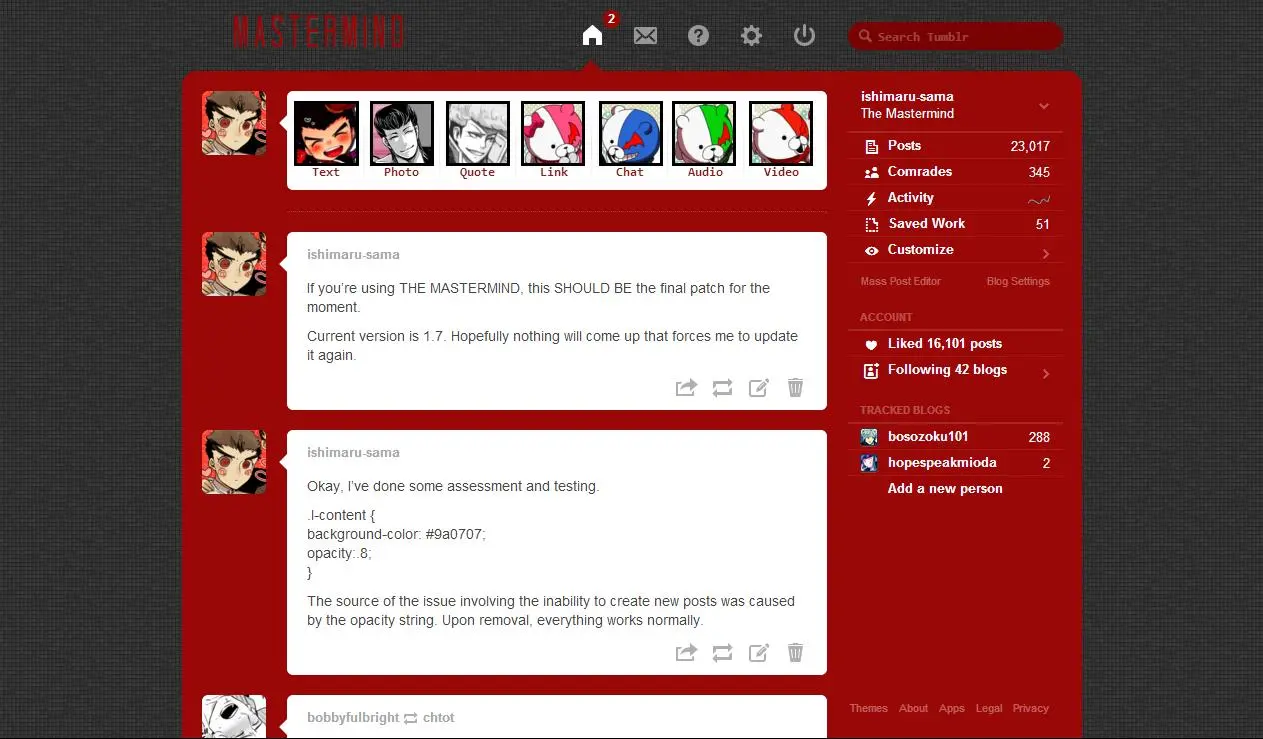 MASTERMIND
2
Search Tumblr
Text Photo Quote Link Chat Audio Video
ishimaru-sama
If you're using THE MASTERMIND, this SHOULD BE the final patch for the
moment.
Current version is 1.7. Hopefully nothing will come up that forces me to update
it again.
ishimaru-sama
Okay, I've done some assessment and testing.
.l-content {
background-color: #9a0707;
opacity:.8;
}
The source of the issue involving the inability to create new posts was caused
by the opacity string. Upon removal, everything works normally.
bobbyfulbright chtot
ishimaru-sama
The Mastermind
Posts 23,017
Comrades 345
Activity
Saved Work 51
Customize
Mass Post Editor Blog Settings
ACCOUNT
Liked 16,101 posts
Following 42 blogs
TRACKED BLOGS
bosozoku101 288
hopespeakmioda 2
Add a new person
Themes About Apps Legal Privacy